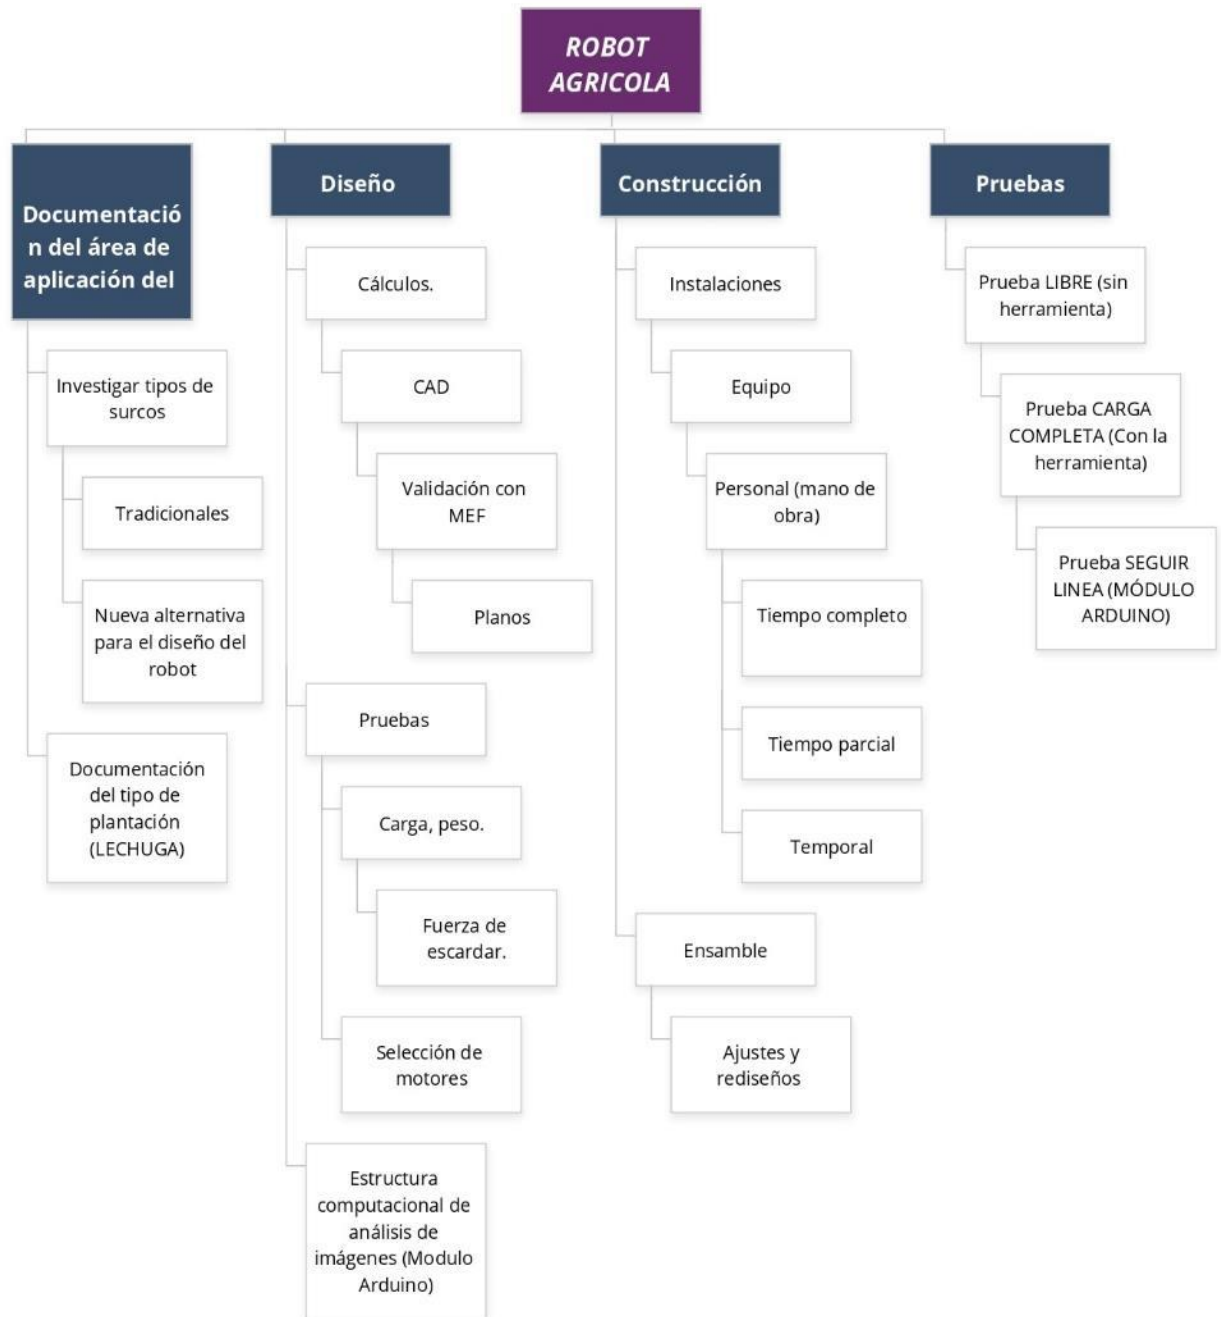 ROBOT
AGRICOLA
Documentació
n del área de
aplicación del
Investigar tipos de
surcos
Tradicionales
Nueva alternativa
para el diseño del
robot
Documentación
del tipo de
plantación
(LECHUGA)
Diseño
Cálculos.
CAD
Validación con
MEF
Planos
Pruebas
Carga, peso.
Fuerza de
escardar.
Selección de
motores
Estructura
computacional de
análisis de
imágenes (Modulo
Arduino)
Construcción
Instalaciones
Equipo
Personal (mano de
obra)
Tiempo completo
Tiempo parcial
Temporal
Ensamble
Ajustes y
rediseños
Pruebas
Prueba LIBRE (sin
herramienta)
Prueba CARGA
COMPLETA (Con la
herramienta)
Prueba SEGUIR
LINEA (MÓDULO
ARDUINO)